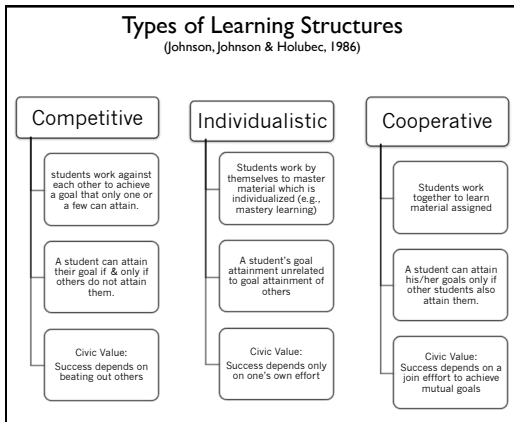 Types of Learning Structures
(Johnson, Johnson & Holubec, 1986)
Competitive
students work against
each other to achieve
a goal that only one or
a few can attain.
A student can attain
their goal if & only if
others do not attain
them.
Civic Value:
Success depends on
beating out others
Individualistic
Students work by
themselves to master
material which is
individualized (e.g.,
mastery learning)
A student's goal
attainment unrelated
to goal attainment of
others
Civic Value:
Success depends only
on one's own effort
Cooperative
Students work
together to learn
material assigned
A student can attain
his/her goals only if
other students also
attain them.
Civic Value:
Success depends on a
join efffort to achieve
mutual goals